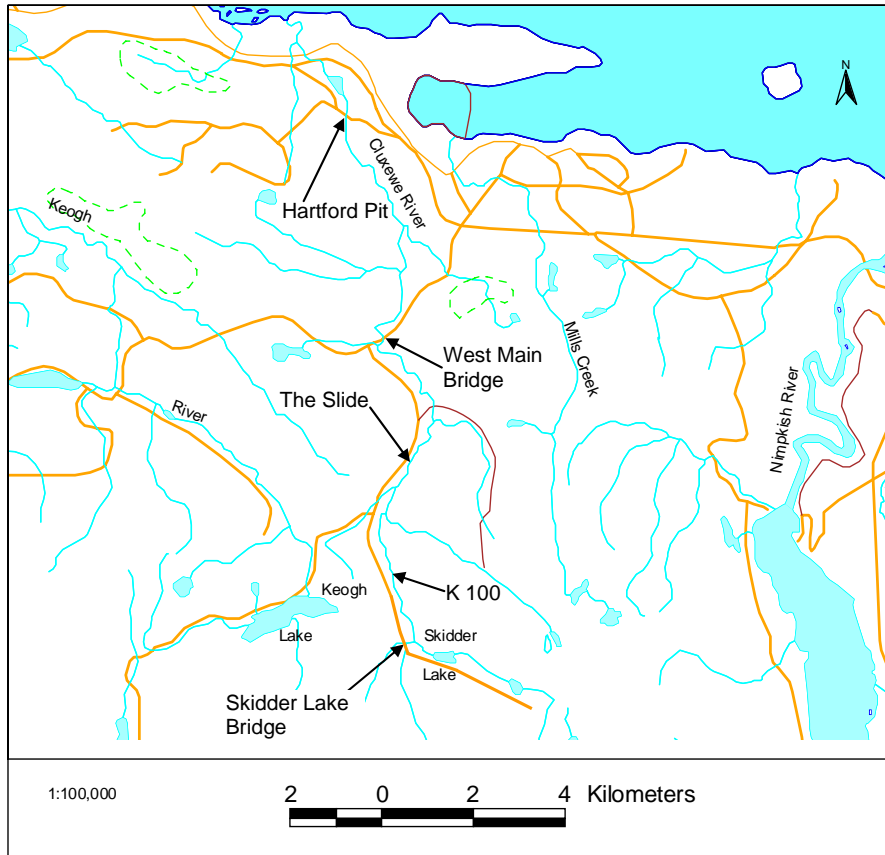 N
Cluxewe River
Hartford Pit
Keogh
West Main
Bridge
Mills Creek
The Slide
River
Nimpkish River
Keogh
K 100
Lake
Skidder
Lake
Skidder Lake
Bridge
1:100,000
2 0 2 4 Kilometers